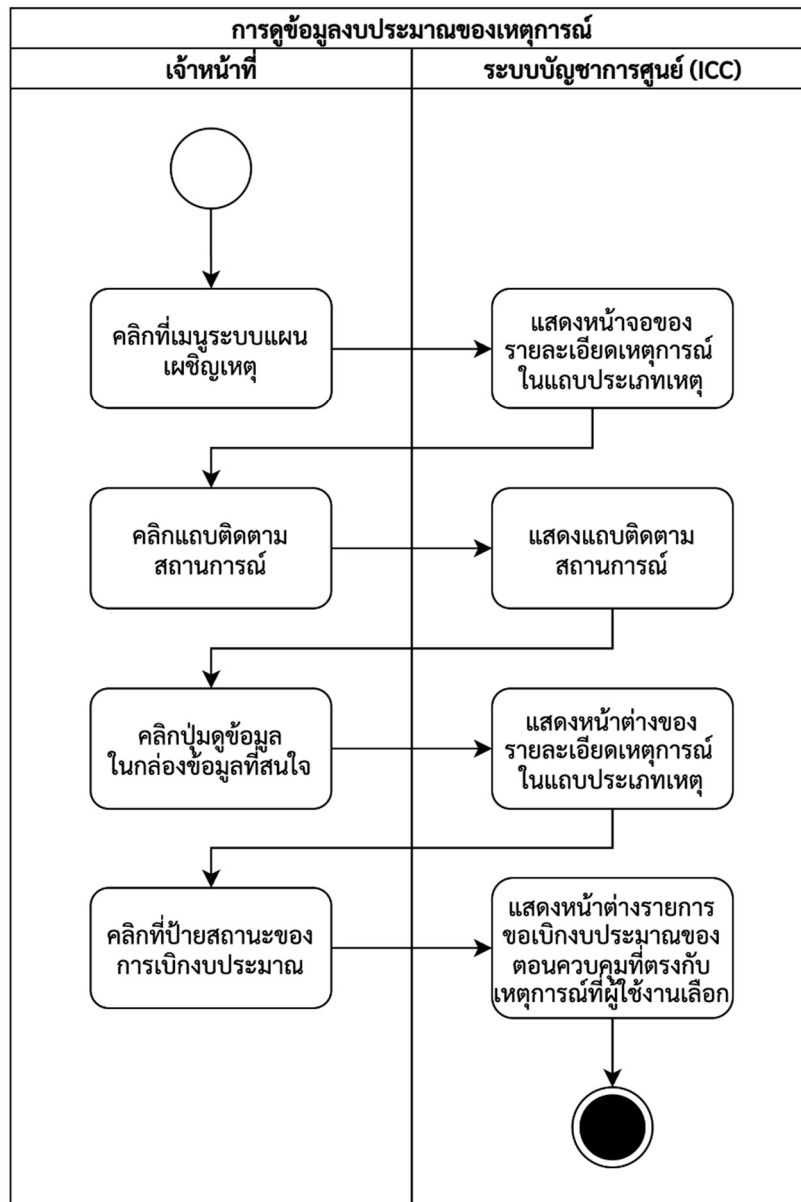 การดูข้อมูลงบประมาณของเหตุการณ์
เจ้าหน้าที่
ระบบบัญชาการศูนย์ (ICC)
คลิกที่เมนูระบบแผน
เผชิญเหตุ
แสดงหน้าจอของ
รายละเอียดเหตุการณ์
ในแถบประเภทเหตุ
คลิกแถบติดตาม
สถานการณ์
แสดงแถบติดตาม
สถานการณ์
คลิกปุ่มดูข้อมูล
ในกล่องข้อมูลที่สนใจ
แสดงหน้าต่างของ
รายละเอียดเหตุการณ์
ในแถบประเภทเหตุ
คลิกที่ป้ายสถานะของ
การเบิกงบประมาณ
แสดงหน้าต่างรายการ
ขอเบิกงบประมาณของ
ตอนควบคุมที่ตรงกับ
เหตุการณ์ที่ผู้ใช้งานเลือก